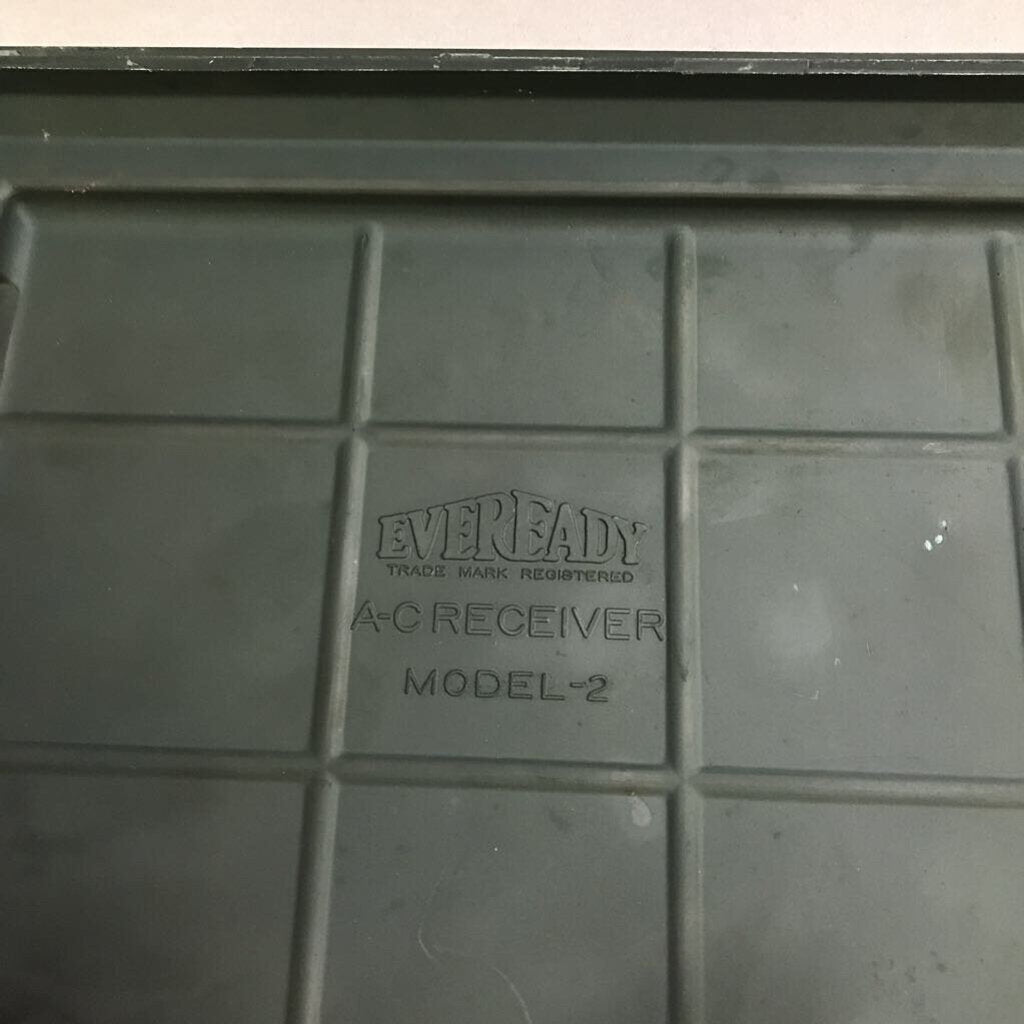 EVEREADY
TRADE MARK REGISTERED
A-C RECEIVER
MODEL-2